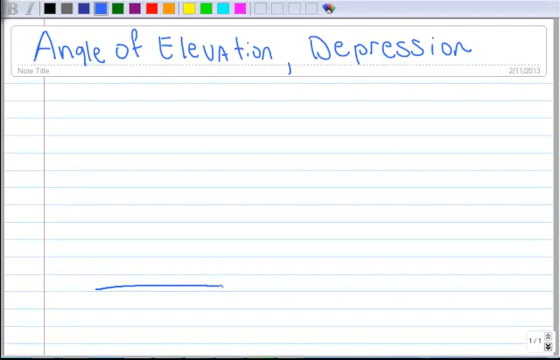 B I
Angle of Elevation, Depression
Note Title
2/11/2013
1/1